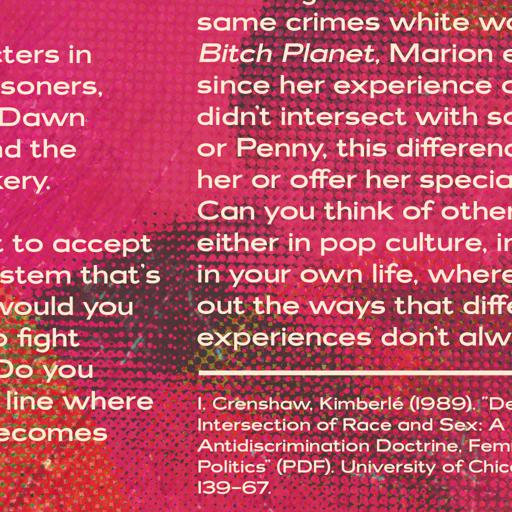 cters in
soners,
Dawn
nd the
kery.
t to accept
stem that's
would you
o fight
Do you
line where
ecomes
same crimes white wo
Bitch Planet, Marion e
since her experience o
didn't intersect with so
or Penny, this differenc
her or offer her specia
Can you think of other
either in pop culture, in
in your own life, where
out the ways that diffe
experiences don't alw
1. Crenshaw, Kimberlé (1989). "De
Intersection of Race and Sex: A
Antidiscrimination Doctrine, Femi
Politics" (PDF). University of Chica
139–67.